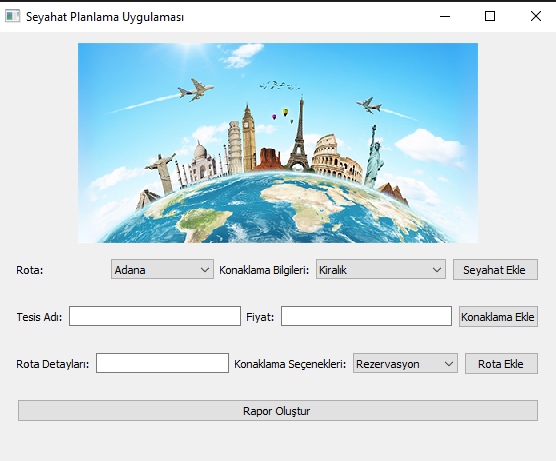 Seyahat Planlama Uygulaması
Rota: Adana Konaklama Bilgileri: Kiralık Seyahat Ekle
Tesis Adı: Fiyat: Konaklama Ekle
Rota Detayları: Konaklama Seçenekleri: Rezervasyon Rota Ekle
Rapor Oluştur